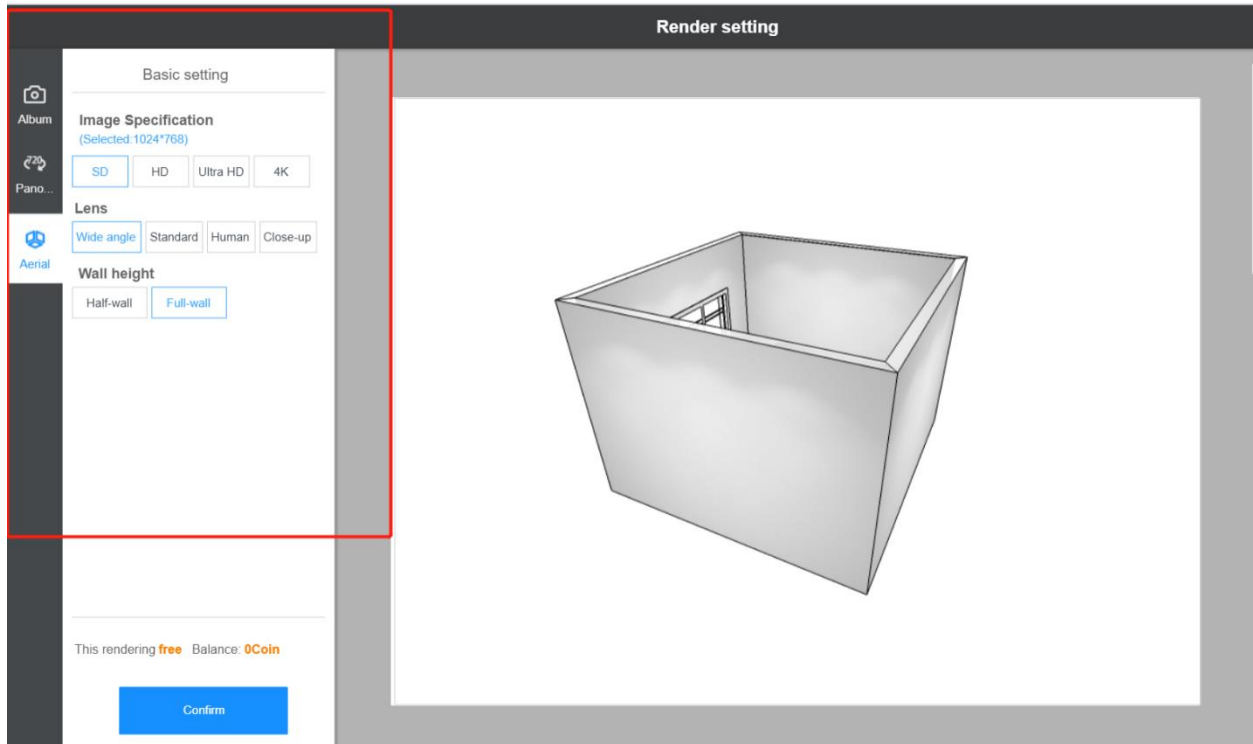 Render setting
Album
720
Pano...
Aerial
Basic setting
Image Specification
(Selected:1024*768)
SD HD Ultra HD 4K
Lens
Wide angle Standard Human Close-up
Wall height
Half-wall Full-wall
This rendering free Balance: 0Coin
Confirm